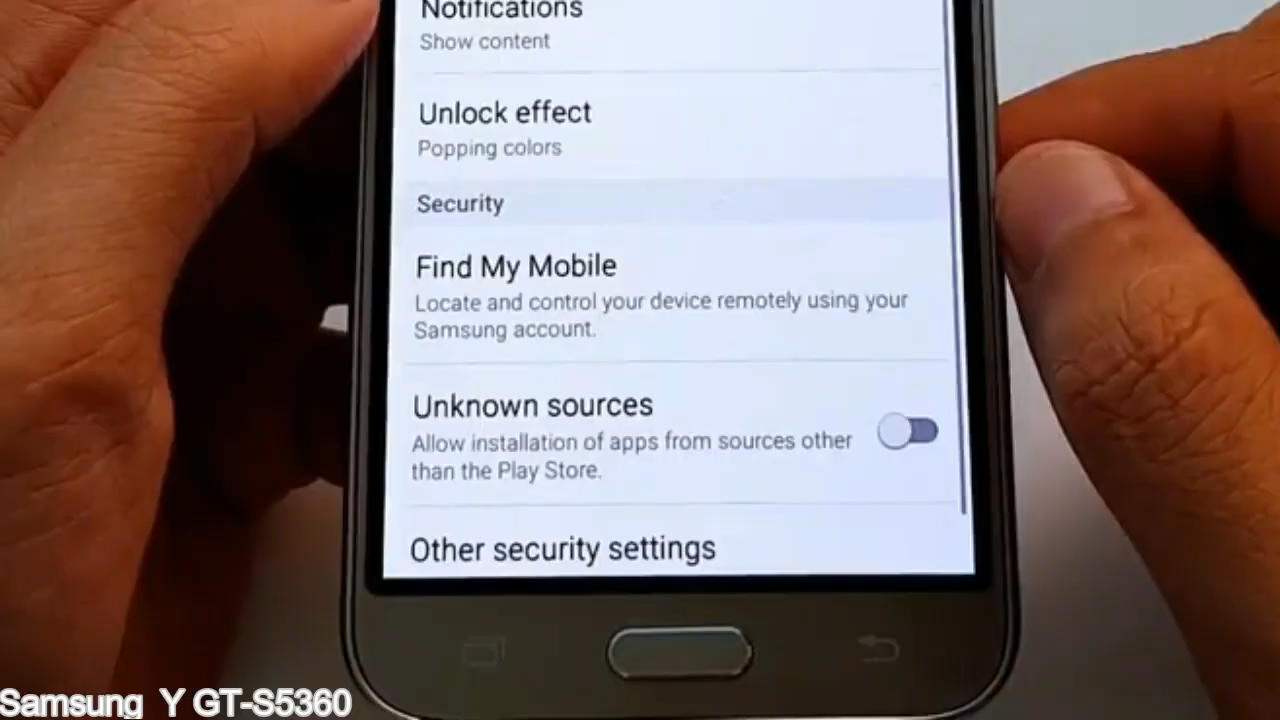 Notifications
Show content
Unlock effect
Popping colors
Security
Find My Mobile
Locate and control your device remotely using your
Samsung account.
Unknown sources
Allow installation of apps from sources other
than the Play Store.
Other security settings
Samsung Y GT-S5360